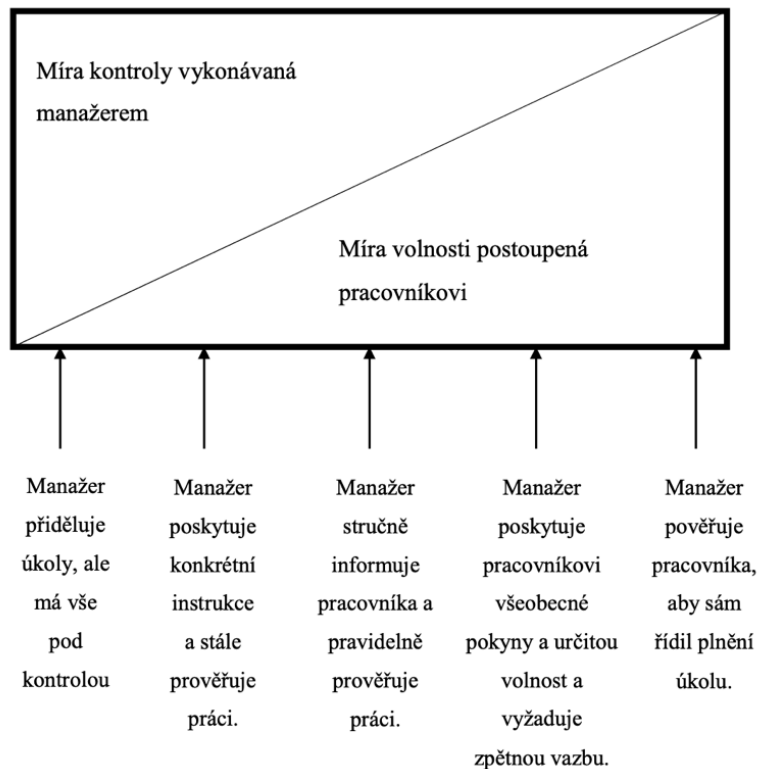 Míra kontroly vykonávaná
manažerem
Míra volnosti postoupená
pracovníkovi
Manažer
přiděluje
úkoly, ale
má vše
pod
kontrolou
Manažer
poskytuje
konkrétní
instrukce
a stále
prověřuje
práci.
Manažer
stručně
informuje
pracovníka a
pravidelně
prověřuje
práci.
Manažer
poskytuje
pracovníkovi
všeobecné
pokyny a určitou
volnost a
vyžaduje
zpětnou vazbu.
Manažer
pověřuje
pracovníka,
aby sám
řídil plnění
úkolu.